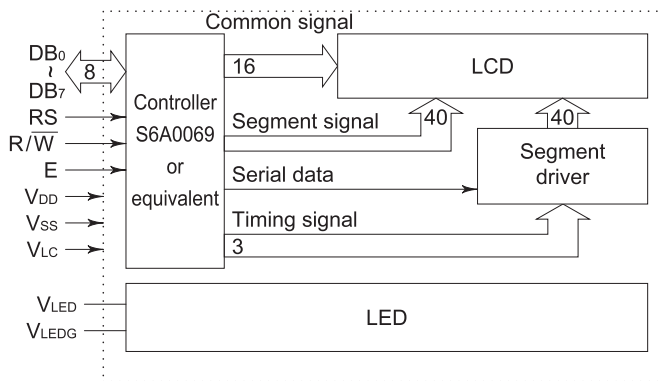 Common signal
DB0
~
DB7
8
16
LCD
Controller
S6A0069
or
equivalent
RS
R/W̅
E
VDD
VSS
VLC
Segment signal
40
40
Segment
driver
Serial data
Timing signal
3
VLED
VLEDG
LED